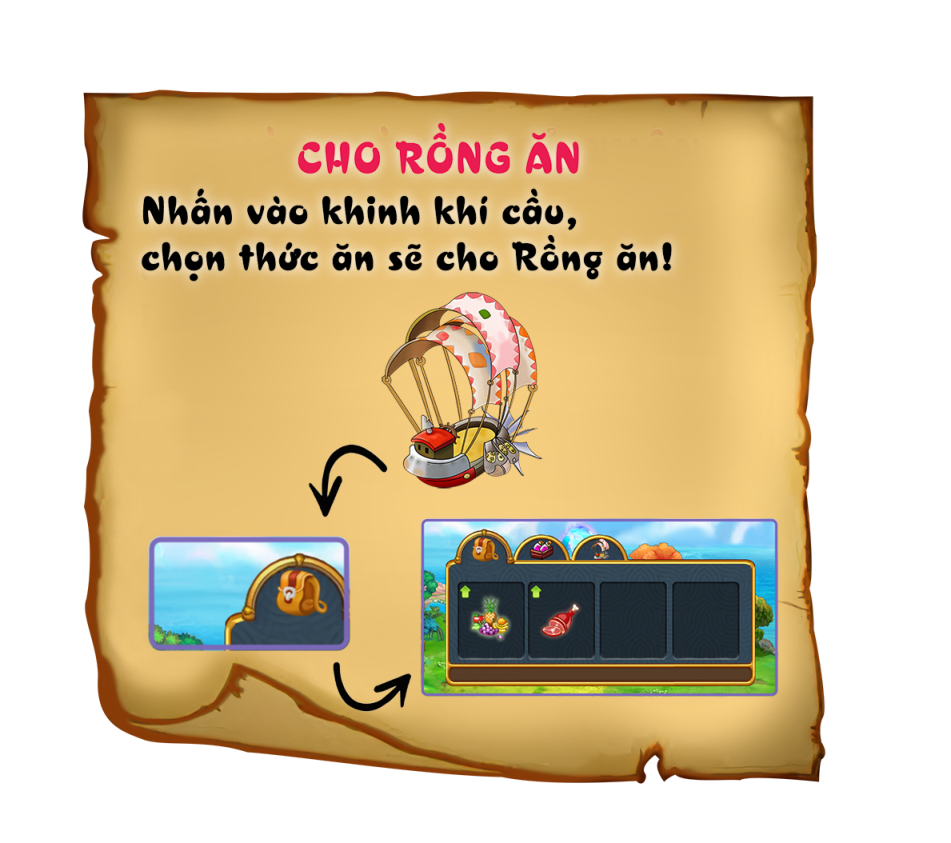 CHO RỒNG ĂN
Nhấn vào khinh khí cầu,
chọn thức ăn sẽ cho Rồng ăn!